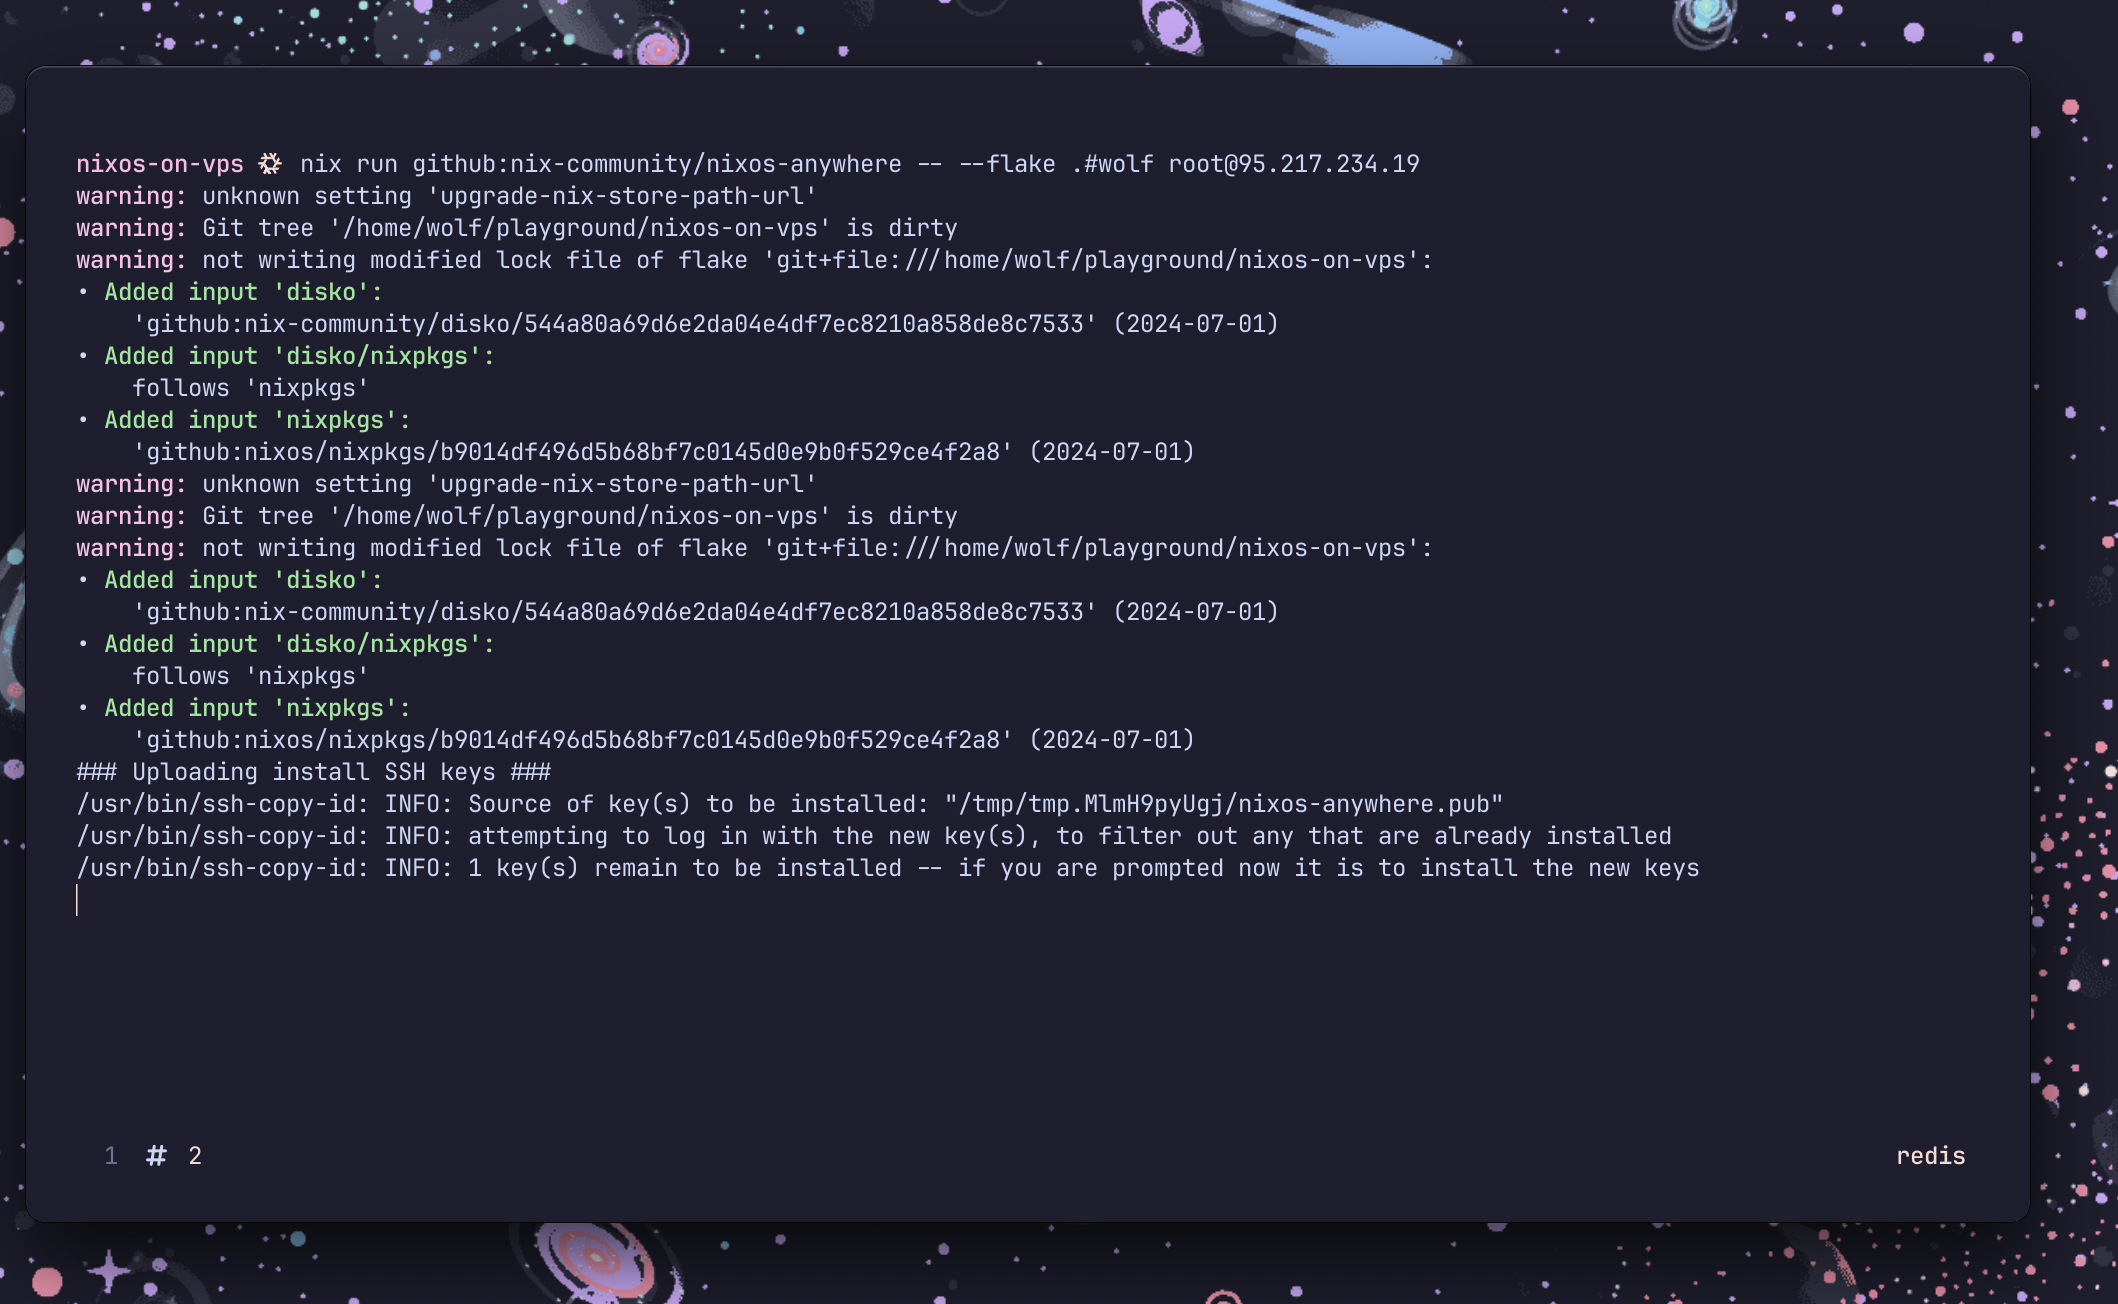 nixos-on-vps nix run github:nix-community/nixos-anywhere -- --flake .#wolf root@95.217.234.19
warning: unknown setting 'upgrade-nix-store-path-url'
warning: Git tree '/home/wolf/playground/nixos-on-vps' is dirty
warning: not writing modified lock file of flake 'git+file:///home/wolf/playground/nixos-on-vps':
• Added input 'disko':
    'github:nix-community/disko/544a80a69d6e2da04e4df7ec8210a858de8c7533' (2024-07-01)
• Added input 'disko/nixpkgs':
    follows 'nixpkgs'
• Added input 'nixpkgs':
    'github:nixos/nixpkgs/b9014df496d5b68bf7c0145d0e9b0f529ce4f2a8' (2024-07-01)
warning: unknown setting 'upgrade-nix-store-path-url'
warning: Git tree '/home/wolf/playground/nixos-on-vps' is dirty
warning: not writing modified lock file of flake 'git+file:///home/wolf/playground/nixos-on-vps':
• Added input 'disko':
    'github:nix-community/disko/544a80a69d6e2da04e4df7ec8210a858de8c7533' (2024-07-01)
• Added input 'disko/nixpkgs':
    follows 'nixpkgs'
• Added input 'nixpkgs':
    'github:nixos/nixpkgs/b9014df496d5b68bf7c0145d0e9b0f529ce4f2a8' (2024-07-01)
### Uploading install SSH keys ###
/usr/bin/ssh-copy-id: INFO: Source of key(s) to be installed: "/tmp/tmp.MlmH9pyUgj/nixos-anywhere.pub"
/usr/bin/ssh-copy-id: INFO: attempting to log in with the new key(s), to filter out any that are already installed
/usr/bin/ssh-copy-id: INFO: 1 key(s) remain to be installed -- if you are prompted now it is to install the new keys
1 # 2 redis